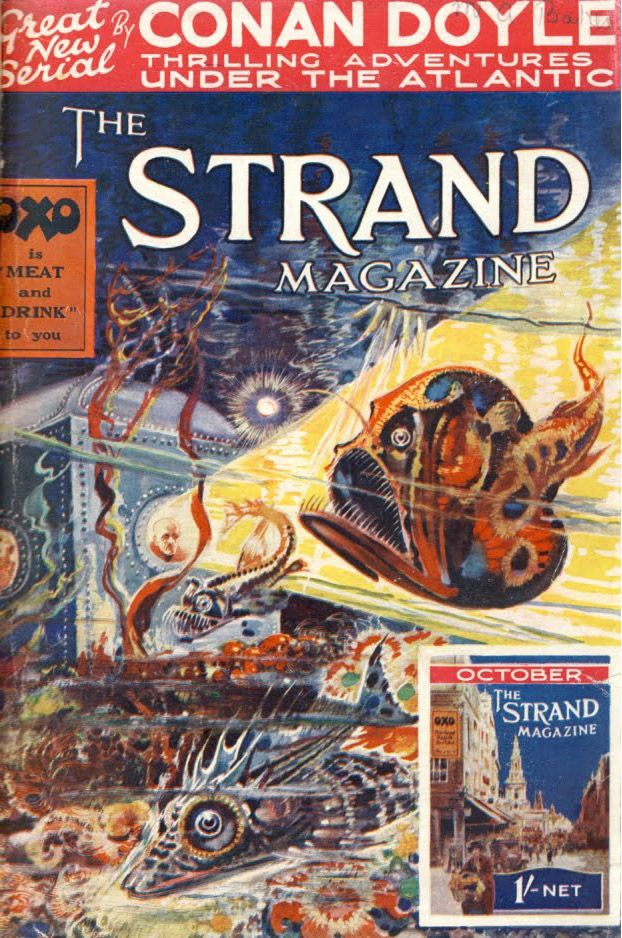 Great New Serial By CONAN DOYLE
THRILLING ADVENTURES
UNDER THE ATLANTIC
THE
STRAND
MAGAZINE
OXO
is
"MEAT
and
DRINK"
to you
OCTOBER
THE
STRAND
MAGAZINE
OXO
1/- NET